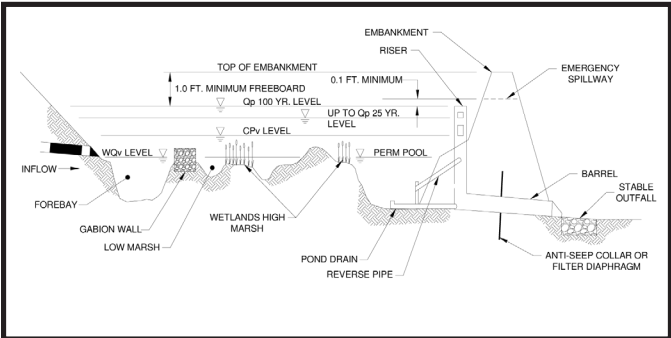 EMBANKMENT
RISER
TOP OF EMBANKMENT
EMERGENCY
SPILLWAY
0.1 FT. MINIMUM
1.0 FT. MINIMUM FREEBOARD
Qp 100 YR. LEVEL
UP TO Qp 25 YR.
LEVEL
CPv LEVEL
WQv LEVEL
PERM POOL
INFLOW
BARREL
STABLE
OUTFALL
FOREBAY
WETLANDS HIGH
MARSH
GABION WALL
LOW MARSH
POND DRAIN
REVERSE PIPE
ANTI-SEEP COLLAR OR
FILTER DIAPHRAGM